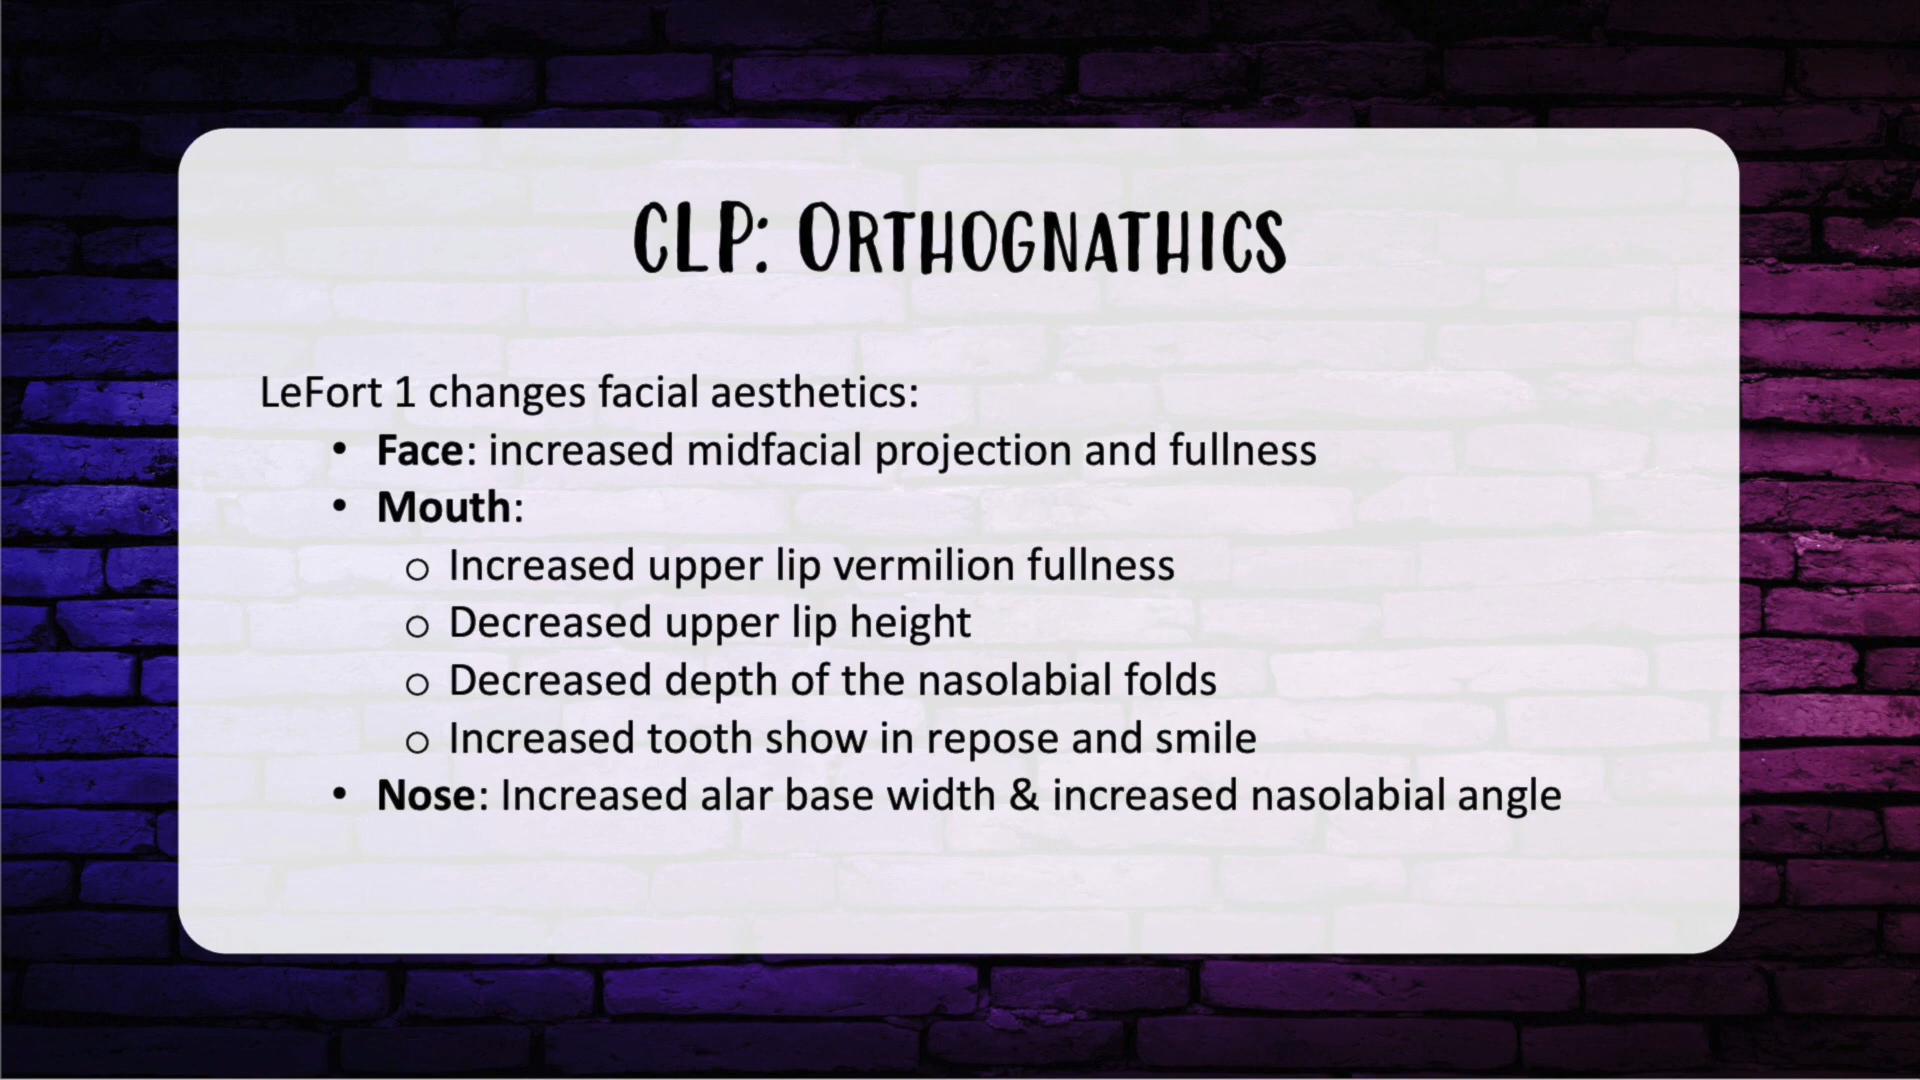 CLP: ORTHOGNATHICS
LeFort 1 changes facial aesthetics:
• Face: increased midfacial projection and fullness
• Mouth:
○ Increased upper lip vermilion fullness
○ Decreased upper lip height
○ Decreased depth of the nasolabial folds
○ Increased tooth show in repose and smile
• Nose: Increased alar base width & increased nasolabial angle